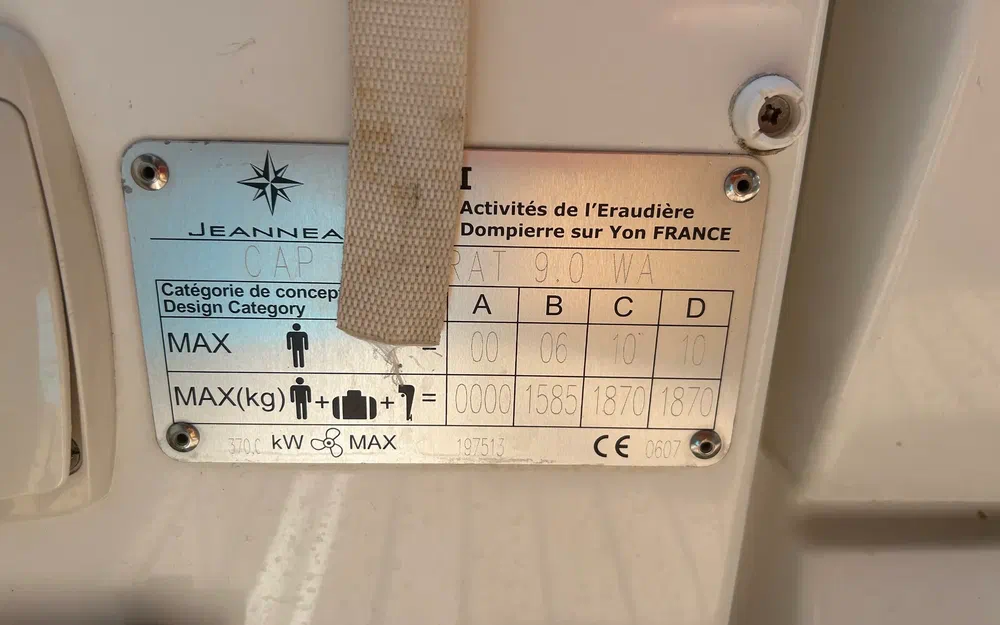 JEANNEA
I
Activités de l'Eraudière
Dompierre sur Yon FRANCE
CAP RAT 9.0 WA
Catégorie de concep
Design Category A B C D
MAX = 00 06 10 10
MAX(kg) + + = 0000 1585 1870 1870
370,0 kW MAX 197513 CE 0607